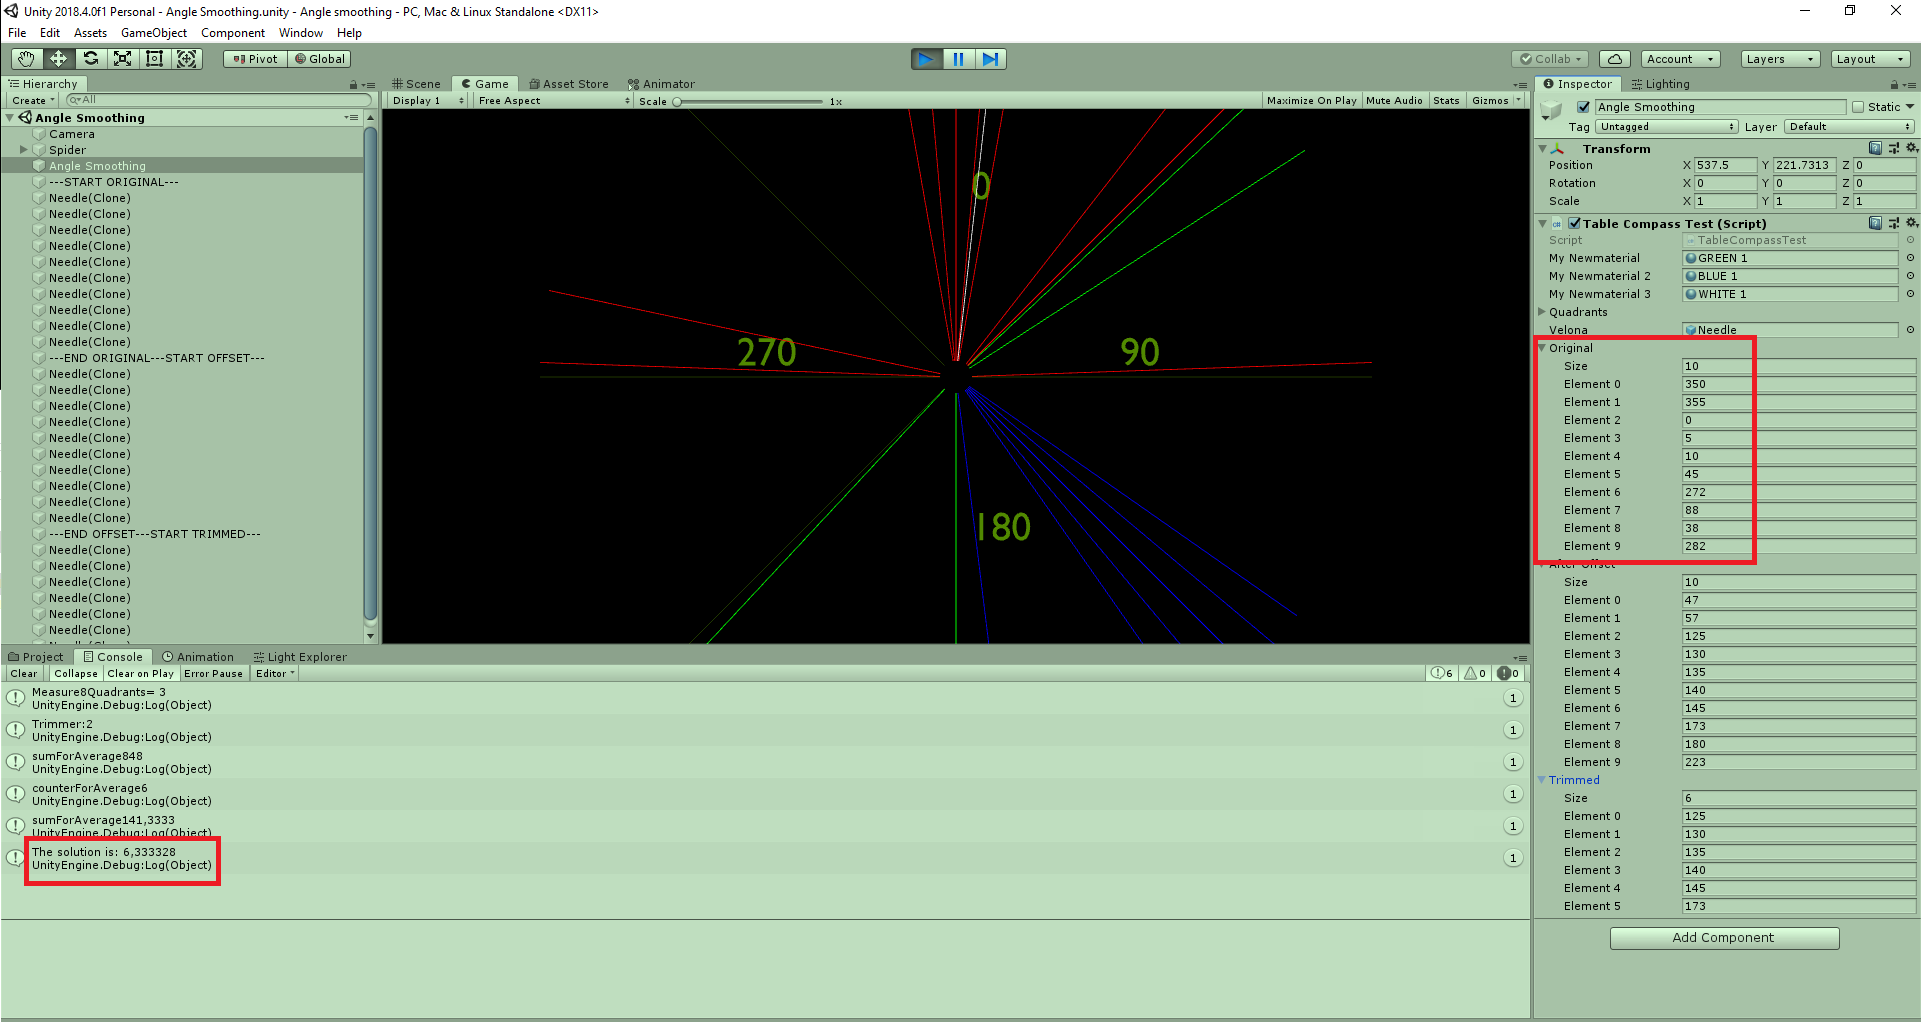 Unity 2018.4.0f1 Personal - Angle Smoothing.unity - Angle smoothing - PC, Mac & Linux Standalone <DX11>
File Edit Assets GameObject Component Window Help
Pivot Global Collab Account Layers Layout
Hierarchy
Create All
Angle Smoothing
Camera
Spider
Angle Smoothing
---START ORIGINAL---
Needle(Clone)
Needle(Clone)
Needle(Clone)
Needle(Clone)
Needle(Clone)
Needle(Clone)
Needle(Clone)
Needle(Clone)
Needle(Clone)
Needle(Clone)
---END ORIGINAL---START OFFSET---
Needle(Clone)
Needle(Clone)
Needle(Clone)
Needle(Clone)
Needle(Clone)
Needle(Clone)
Needle(Clone)
Needle(Clone)
Needle(Clone)
Needle(Clone)
---END OFFSET---START TRIMMED---
Needle(Clone)
Needle(Clone)
Needle(Clone)
Needle(Clone)
Needle(Clone)
Needle(Clone)
Scene Game Asset Store Animator
Display 1 Free Aspect Scale 1x Maximize On Play Mute Audio Stats Gizmos
0
270
90
180
Project Console Animation Light Explorer
Clear Collapse Clear on Play Error Pause Editor 6 0 0
Measure8Quadrants= 3
UnityEngine.Debug:Log(Object)
1
Trimmer:2
UnityEngine.Debug:Log(Object)
1
sumForAverage848
UnityEngine.Debug:Log(Object)
1
counterForAverage6
UnityEngine.Debug:Log(Object)
1
sumForAverage141,3333
UnityEngine.Debug:Log(Object)
1
The solution is: 6,333328
UnityEngine.Debug:Log(Object)
1
Inspector Lighting
Angle Smoothing Static
Tag Untagged Layer Default
Transform
Position X 537.5 Y 221.7313 Z 0
Rotation X 0 Y 0 Z 0
Scale X 1 Y 1 Z 1
Table Compass Test (Script)
Script TableCompassTest
My Newmaterial GREEN 1
My Newmaterial 2 BLUE 1
My Newmaterial 3 WHITE 1
Quadrants
Velona Needle
Original
Size 10
Element 0 350
Element 1 355
Element 2 0
Element 3 5
Element 4 10
Element 5 45
Element 6 272
Element 7 88
Element 8 38
Element 9 282
After Offset
Size 10
Element 0 47
Element 1 57
Element 2 125
Element 3 130
Element 4 135
Element 5 140
Element 6 145
Element 7 173
Element 8 180
Element 9 223
Trimmed
Size 6
Element 0 125
Element 1 130
Element 2 135
Element 3 140
Element 4 145
Element 5 173
Add Component